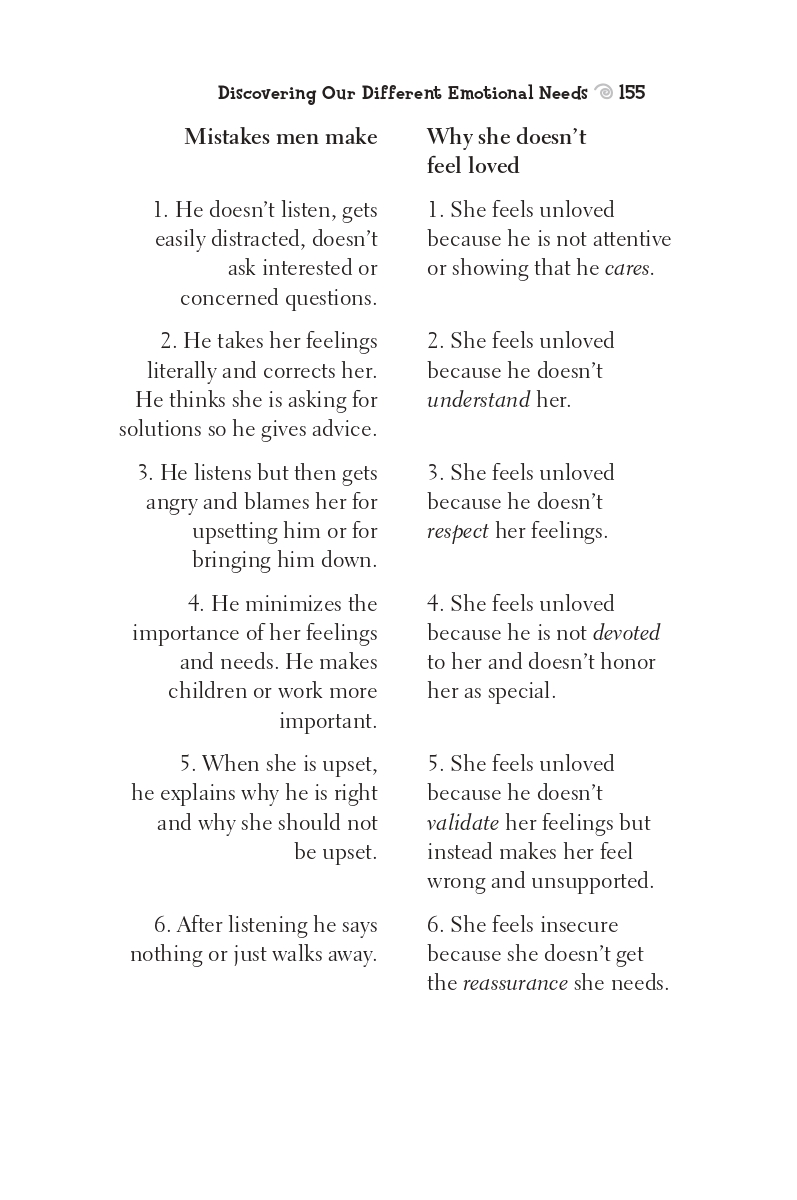 Discovering Our Different Emotional Needs 155
Mistakes men make
Why she doesn't
feel loved
1. He doesn't listen, gets
easily distracted, doesn't
ask interested or
concerned questions.
1. She feels unloved
because he is not attentive
or showing that he cares.
2. He takes her feelings
literally and corrects her.
He thinks she is asking for
solutions so he gives advice.
2. She feels unloved
because he doesn't
understand her.
3. He listens but then gets
angry and blames her for
upsetting him or for
bringing him down.
3. She feels unloved
because he doesn't
respect her feelings.
4. He minimizes the
importance of her feelings
and needs. He makes
children or work more
important.
4. She feels unloved
because he is not devoted
to her and doesn't honor
her as special.
5. When she is upset,
he explains why he is right
and why she should not
be upset.
5. She feels unloved
because he doesn't
validate her feelings but
instead makes her feel
wrong and unsupported.
6. After listening he says
nothing or just walks away.
6. She feels insecure
because she doesn't get
the reassurance she needs.